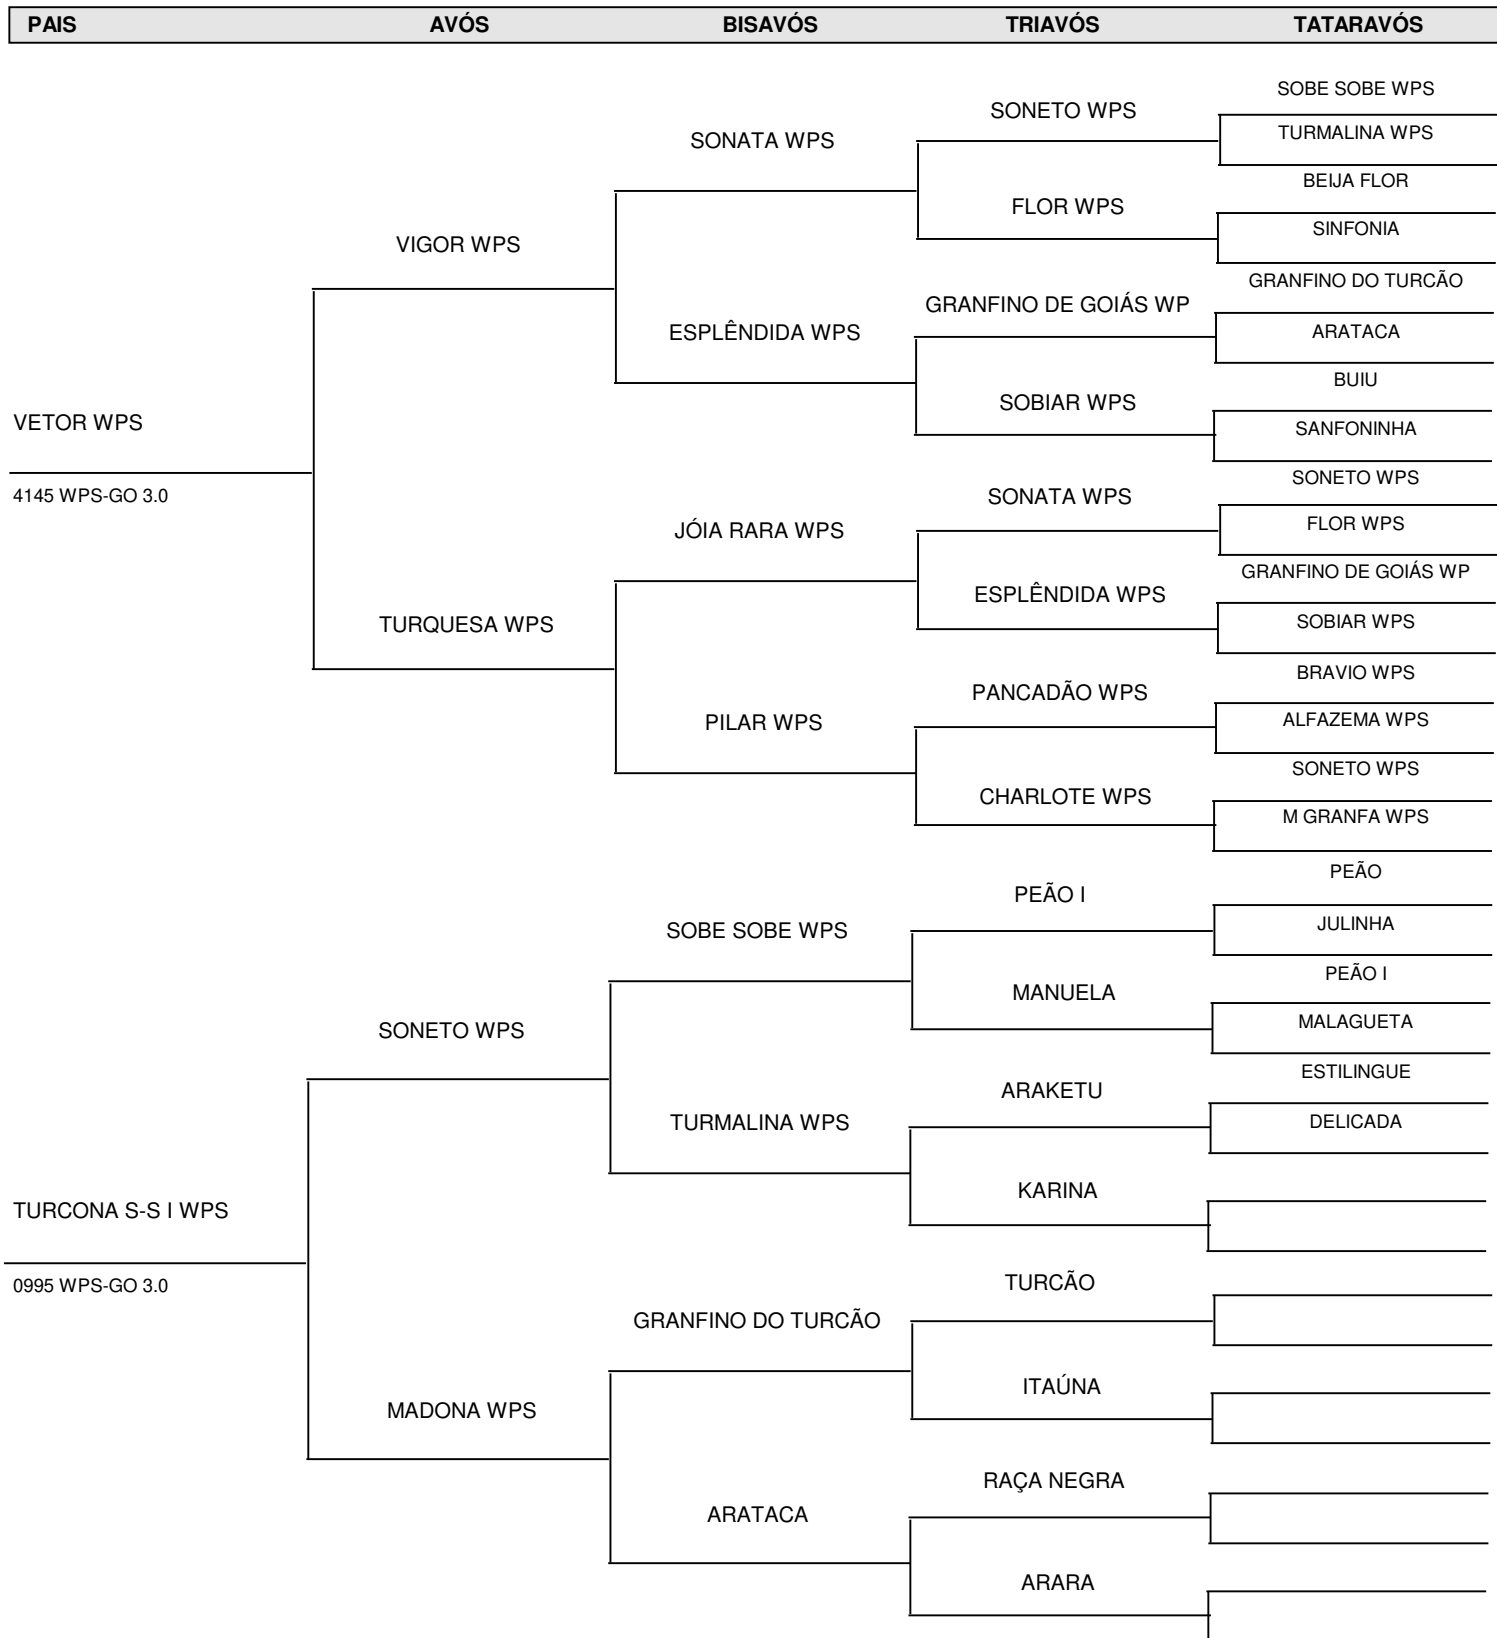 PAIS AVÓS BISAVÓS TRIAVÓS TATARAVÓS
SOBE SOBE WPS
SONETO WPS
TURMALINA WPS
SONATA WPS
BEIJA FLOR
FLOR WPS
SINFONIA
VIGOR WPS
GRANFINO DO TURCÃO
GRANFINO DE GOIÁS WP
ESPLÊNDIDA WPS
ARATACA
BUIU
SOBIAR WPS
VETOR WPS
SANFONINHA
SONETO WPS
4145 WPS-GO 3.0
SONATA WPS
FLOR WPS
JÓIA RARA WPS
GRANFINO DE GOIÁS WP
ESPLÊNDIDA WPS
TURQUESA WPS
SOBIAR WPS
BRAVIO WPS
PANCADÃO WPS
PILAR WPS
ALFAZEMA WPS
SONETO WPS
CHARLOTE WPS
M GRANFA WPS
PEÃO
PEÃO I
SOBE SOBE WPS
JULINHA
PEÃO I
MANUELA
MALAGUETA
SONETO WPS
ESTILINGUE
ARAKETU
TURMALINA WPS
DELICADA
KARINA
TURCONA S-S I WPS
0995 WPS-GO 3.0
TURCÃO
GRANFINO DO TURCÃO
ITAÚNA
MADONA WPS
RAÇA NEGRA
ARATACA
ARARA